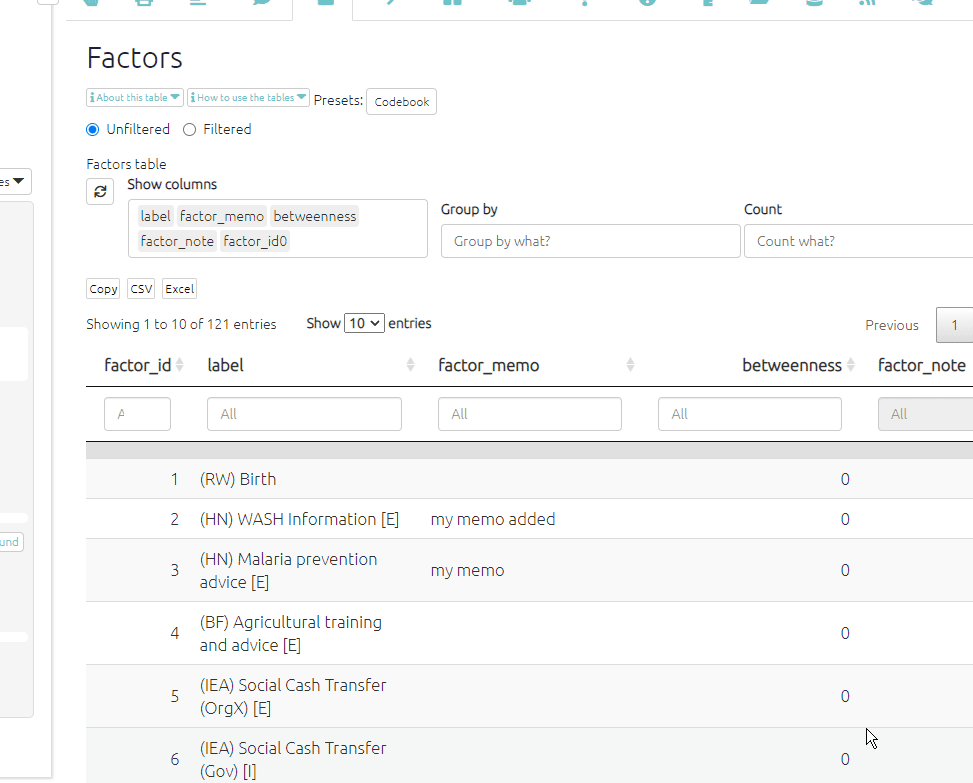 Factors
About this table How to use the tables Presets: Codebook
Unfiltered Filtered
Factors table
es
Show columns
label factor_memo betweenness
factor_note factor_id0
Group by
Group by what?
Count
Count what?
Copy CSV Excel
Showing 1 to 10 of 121 entries Show 10 entries Previous 1
factor_id label factor_memo betweenness factor_note
A All All All All
1 (RW) Birth 0
2 (HN) WASH Information [E] my memo added 0
und
3 (HN) Malaria prevention
advice [E] my memo 0
4 (BF) Agricultural training
and advice [E] 0
5 (IEA) Social Cash Transfer
(OrgX) [E] 0
6 (IEA) Social Cash Transfer
(Gov) [I] 0